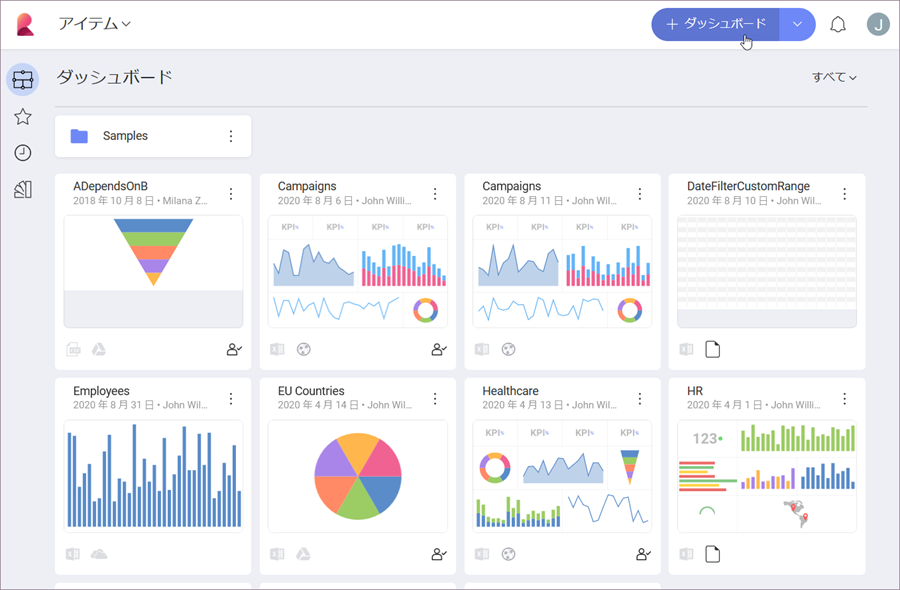 アイテム
＋ ダッシュボード
J
ダッシュボード
すべて
Samples
ADependsOnB
2018 年 10 月 8 日 • Milana Z...
Campaigns
2020 年 8 月 6 日 • John Willi...
Campaigns
2020 年 8 月 11 日 • John Wil...
DateFilterCustomRange
2020 年 8 月 10 日 • John Wil...
KPI KPI KPI KPI
KPI KPI KPI KPI
Employees
2020 年 8 月 31 日 • John Wil...
EU Countries
2020 年 4 月 14 日 • John Wil...
Healthcare
2020 年 4 月 13 日 • John Wil...
HR
2020 年 4 月 1 日 • John Willi...
KPI KPI KPI KPI
123